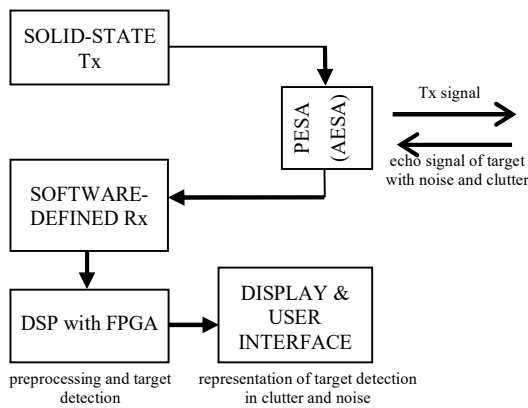 SOLID-STATE
Tx
PESA
(AESA)
Tx signal
echo signal of target
with noise and clutter
SOFTWARE-
DEFINED Rx
DSP with FPGA
DISPLAY &
USER
INTERFACE
preprocessing and target
detection
representation of target detection
in clutter and noise